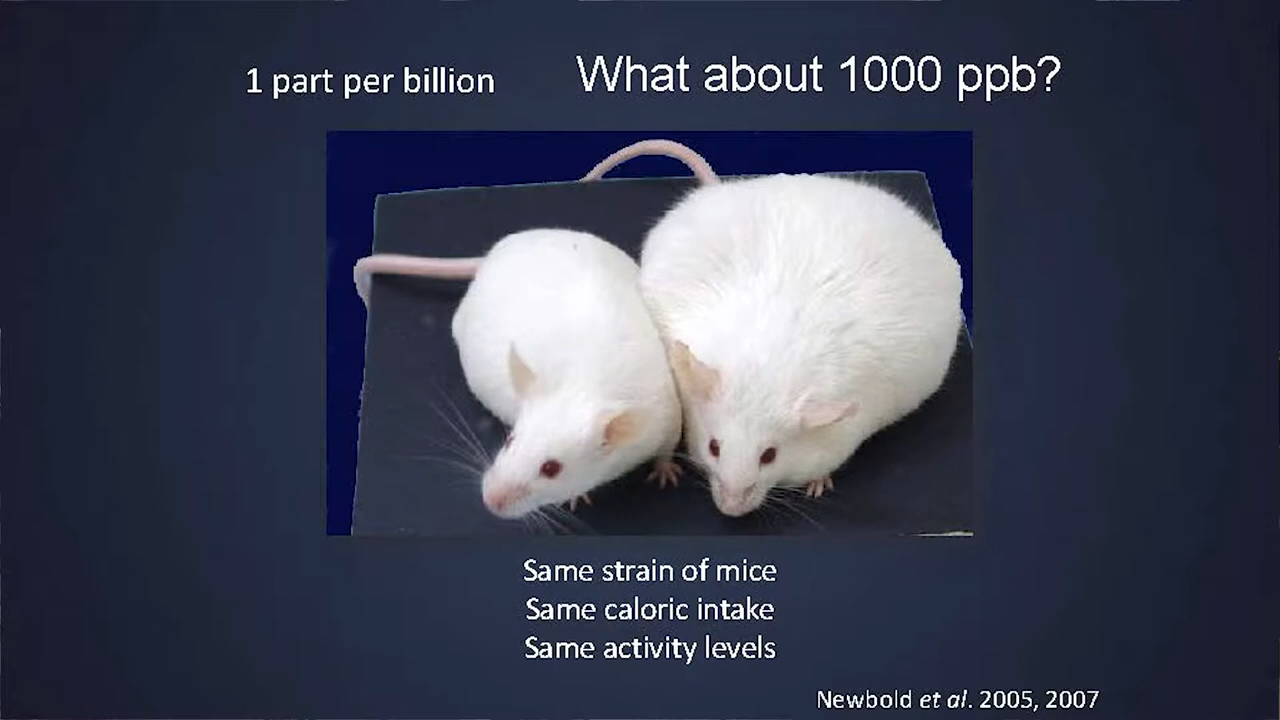 1 part per billion
What about 1000 ppb?
Same strain of mice
Same caloric intake
Same activity levels
Newbold et al. 2005, 2007